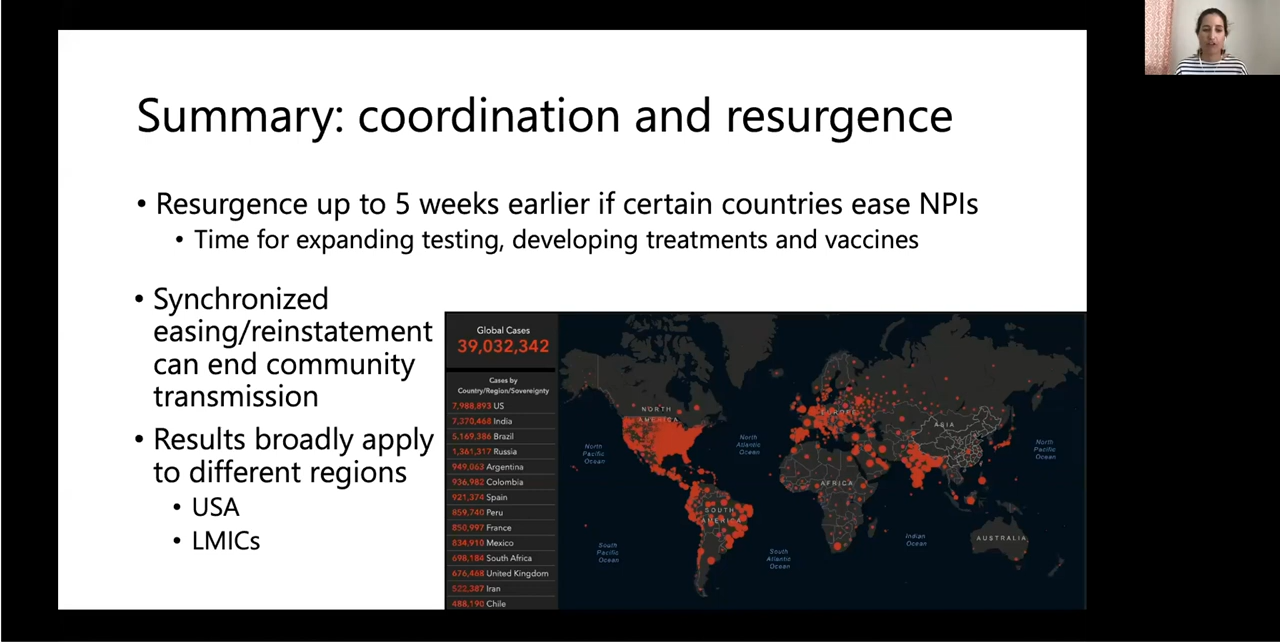 Summary: coordination and resurgence
• Resurgence up to 5 weeks earlier if certain countries ease NPIs
• Time for expanding testing, developing treatments and vaccines
• Synchronized
easing/reinstatement
can end community
transmission
• Results broadly apply
to different regions
• USA
• LMICs
Global Cases
39,032,342
Cases by
Country/Region/Sovereignty
7,988,893 US
7,370,468 India
5,169,386 Brazil
1,361,317 Russia
949,063 Argentina
936,982 Colombia
921,374 Spain
859,740 Peru
850,997 France
834,910 Mexico
698,184 South Africa
676,468 United Kingdom
522,387 Iran
488,190 Chile
NORTH
AMERICA
EUROPE
ASIA
North
Pacific
Ocean
North
Atlantic
Ocean
North
Pacific
Ocean
AFRICA
SOUTH
AMERICA
AUSTRALIA
Indian
Ocean
South
Pacific
Ocean
South
Atlantic
Ocean